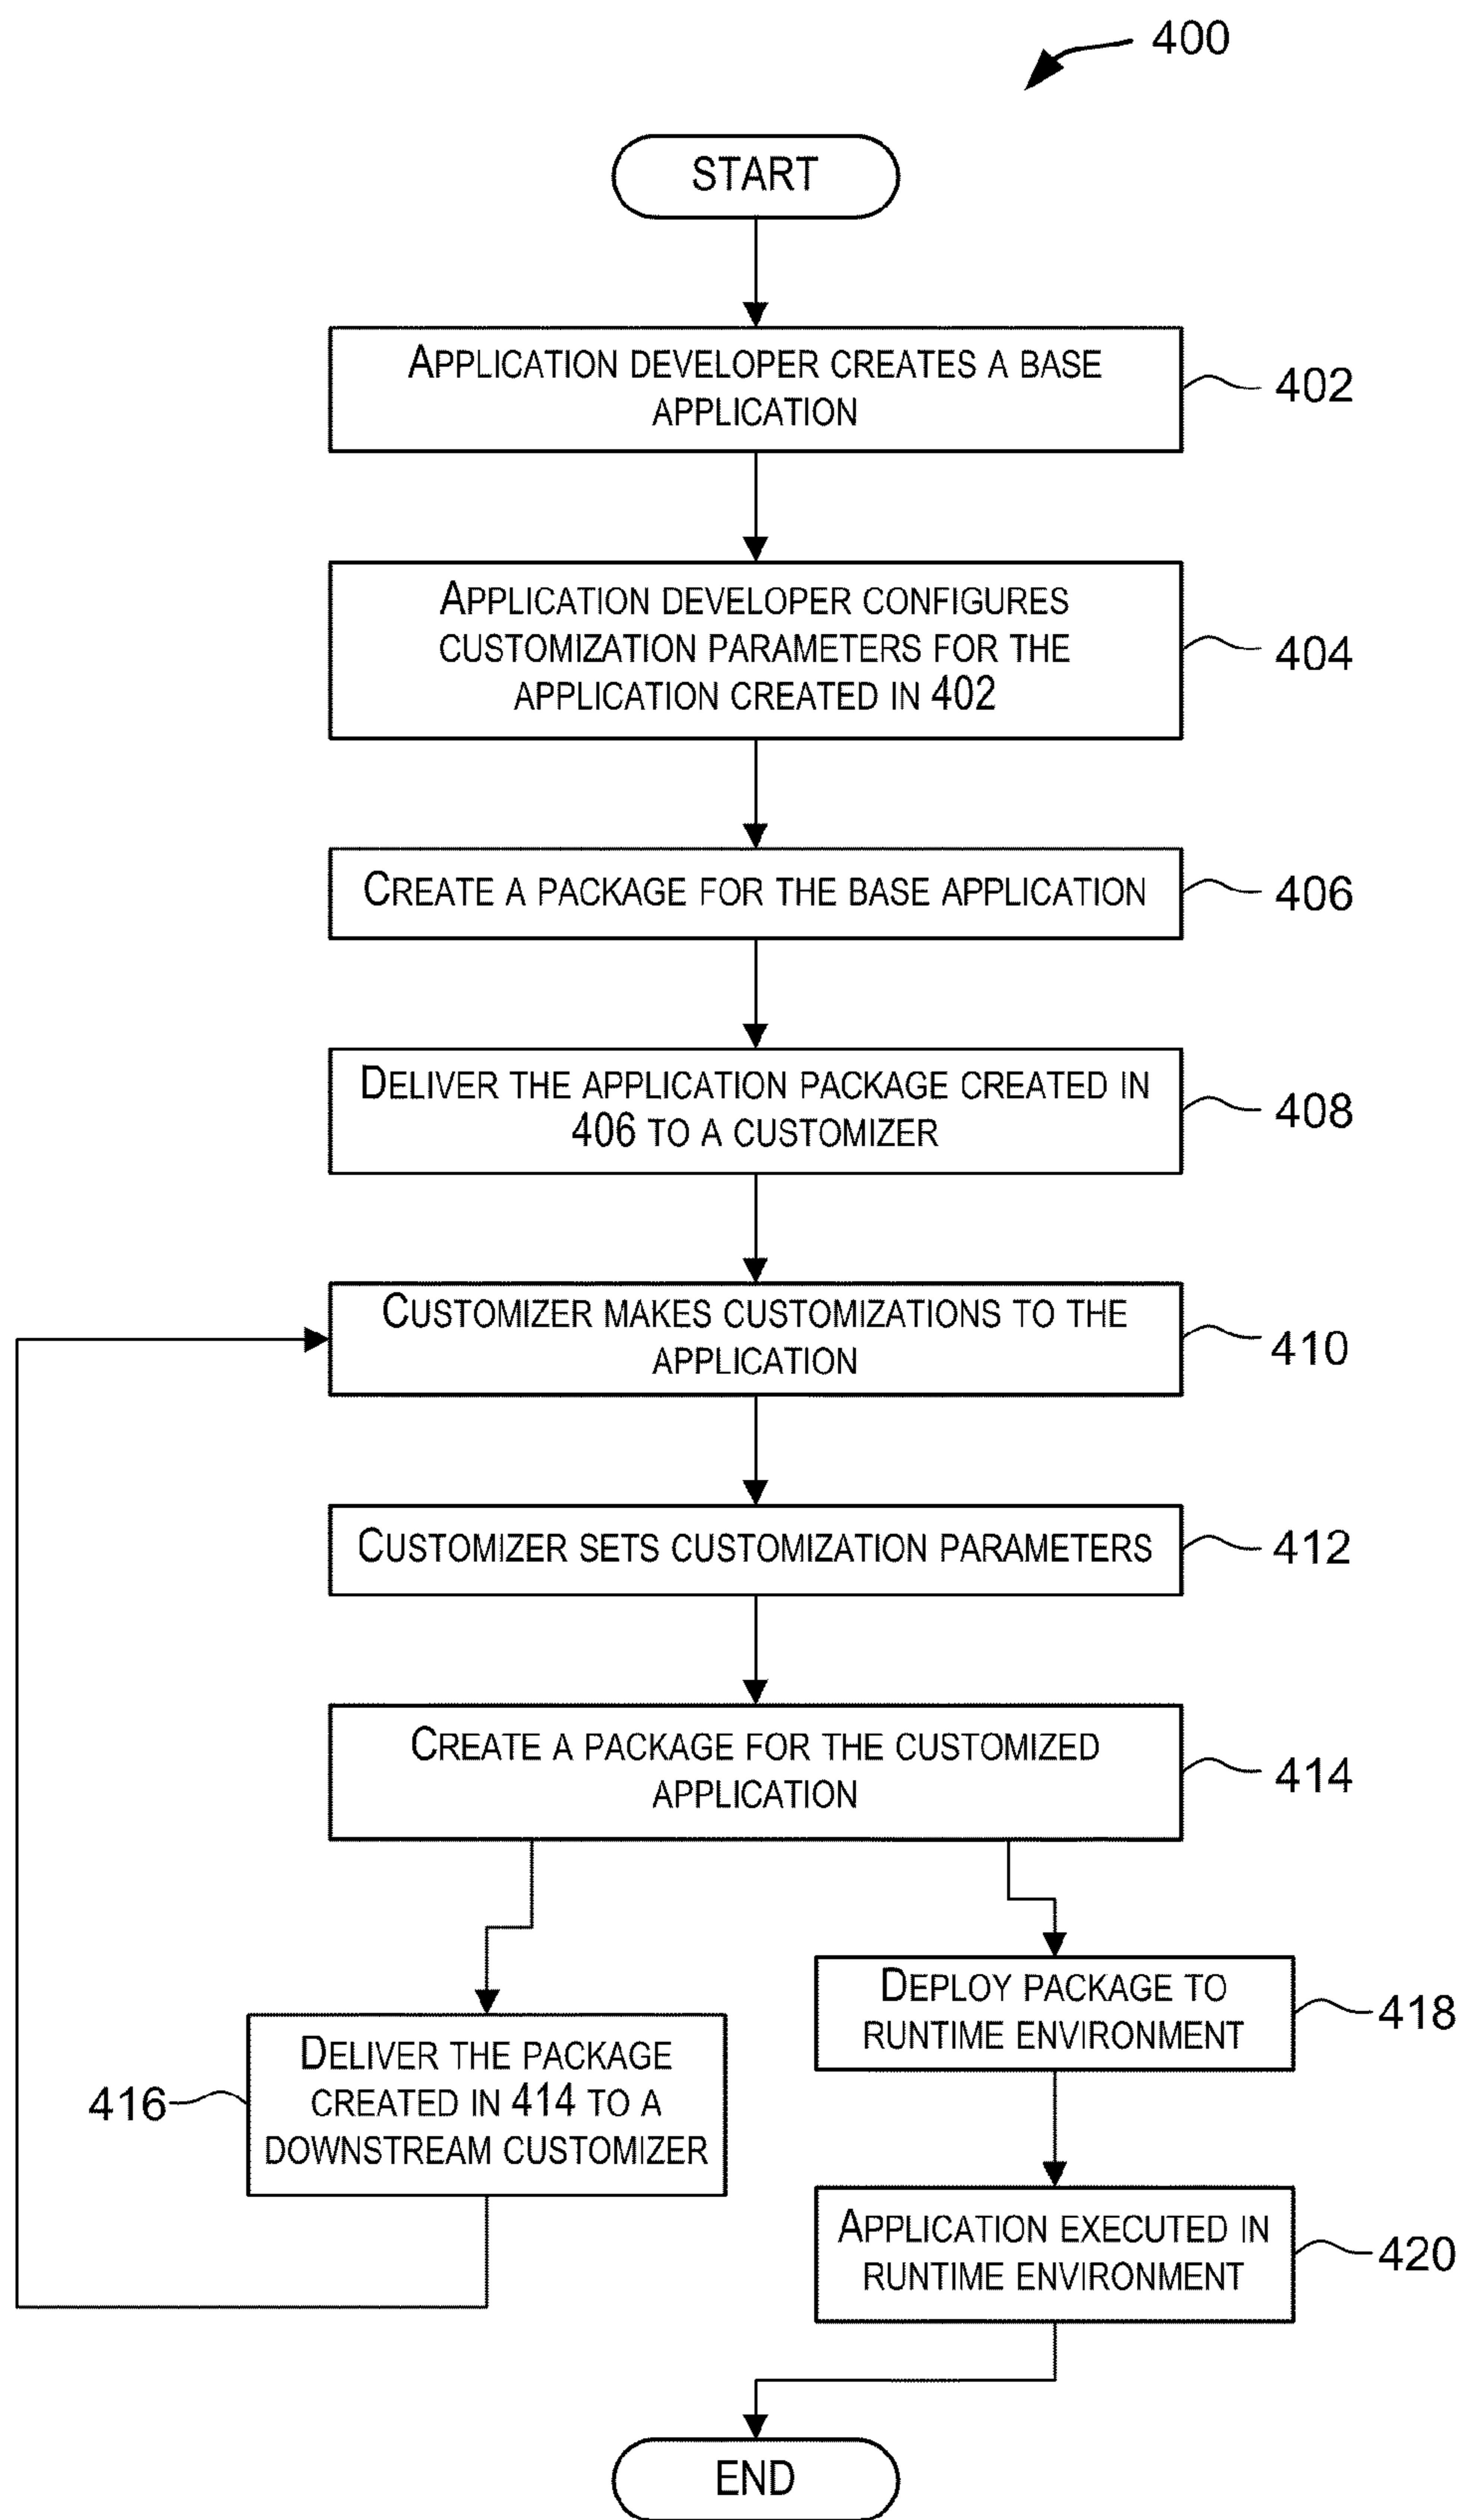 400
START
APPLICATION DEVELOPER CREATES A BASE
APPLICATION
402
APPLICATION DEVELOPER CONFIGURES
CUSTOMIZATION PARAMETERS FOR THE
APPLICATION CREATED IN 402
404
CREATE A PACKAGE FOR THE BASE APPLICATION
406
DELIVER THE APPLICATION PACKAGE CREATED IN
406 TO A CUSTOMIZER
408
CUSTOMIZER MAKES CUSTOMIZATIONS TO THE
APPLICATION
410
CUSTOMIZER SETS CUSTOMIZATION PARAMETERS
412
CREATE A PACKAGE FOR THE CUSTOMIZED
APPLICATION
414
DELIVER THE PACKAGE
CREATED IN 414 TO A
DOWNSTREAM CUSTOMIZER
416
DEPLOY PACKAGE TO
RUNTIME ENVIRONMENT
418
APPLICATION EXECUTED IN
RUNTIME ENVIRONMENT
420
END